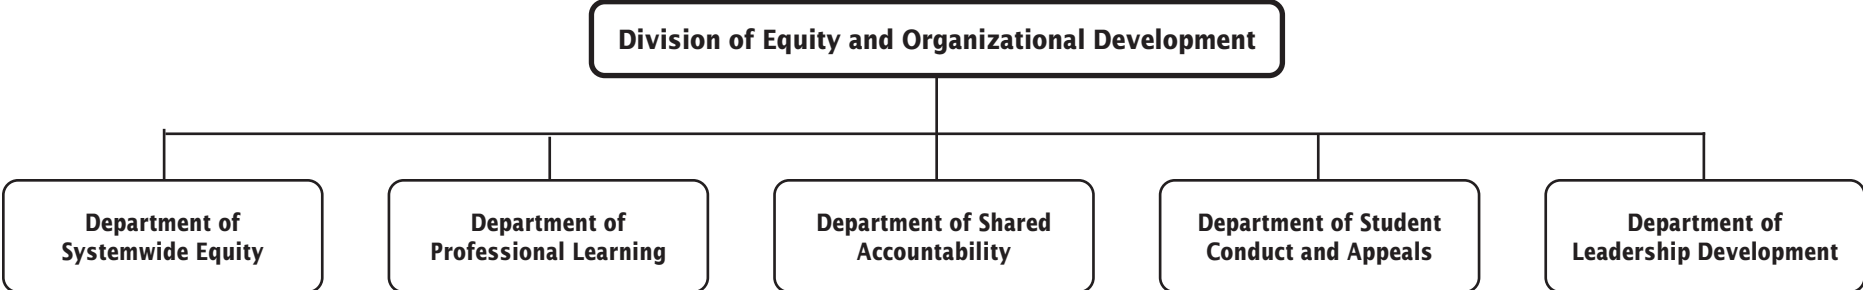 Division of Equity and Organizational Development
Department of
Systemwide Equity
Department of
Professional Learning
Department of Shared
Accountability
Department of Student
Conduct and Appeals
Department of
Leadership Development